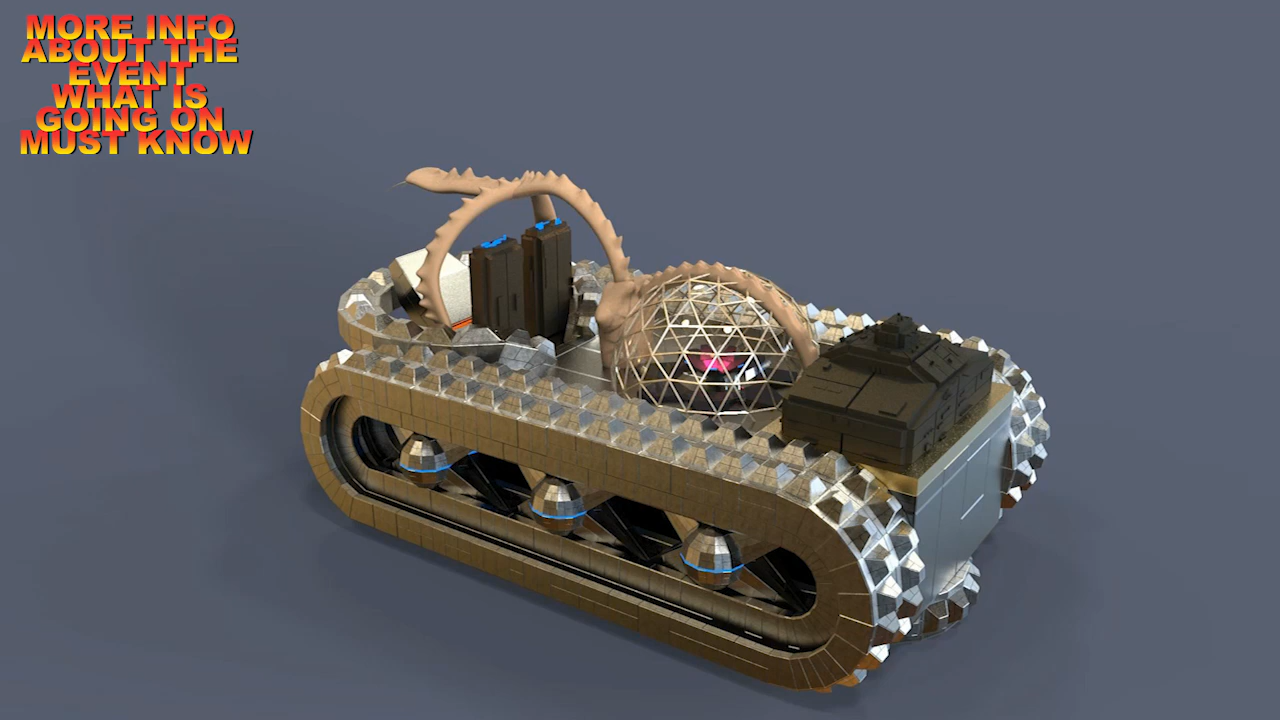 MORE INFO
ABOUT THE
EVENT
WHAT IS
GOING ON
MUST KNOW